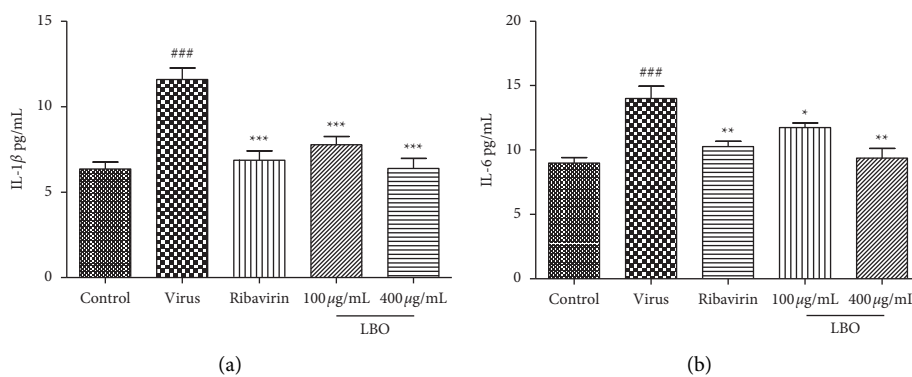 15
10
5
0
IL-1β pg/mL
###
***
***
***
Control
Virus
Ribavirin
100 μg/mL
400 μg/mL
LBO
(a)
20
15
10
5
0
IL-6 pg/mL
###
**
*
**
Control
Virus
Ribavirin
100 μg/mL
400 μg/mL
LBO
(b)